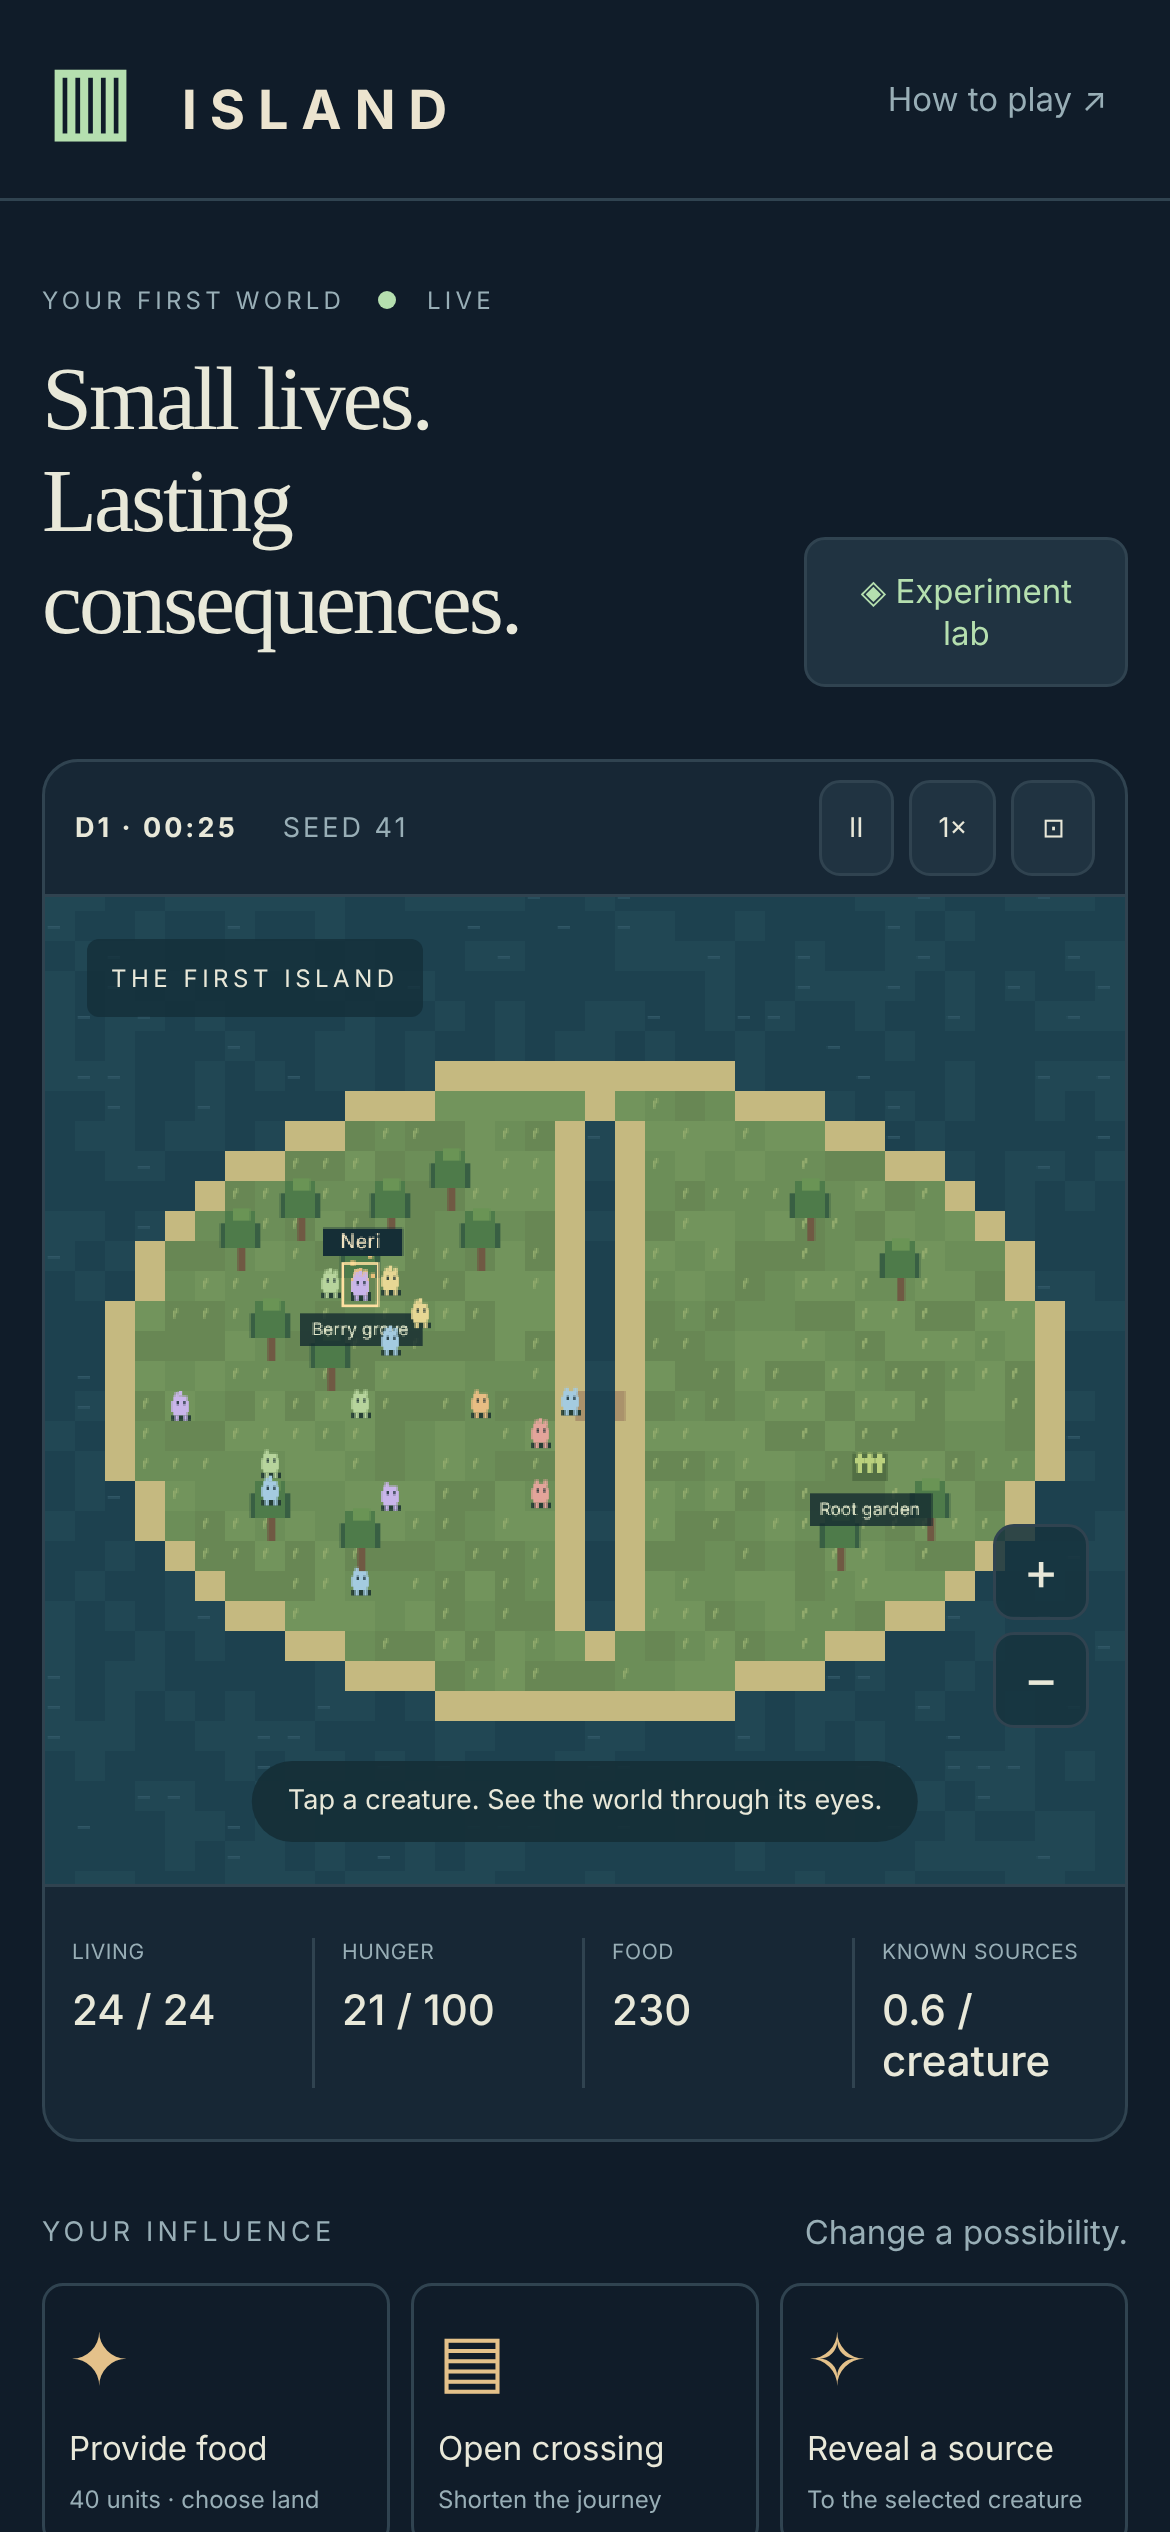 ISLAND
How to play ↗
YOUR FIRST WORLD ● LIVE
Small lives.
Lasting
consequences.
◈ Experiment
lab
D1 · 00:25 SEED 41
II 1× ⊡
THE FIRST ISLAND
Neri
Berry grove
Root garden
+
−
Tap a creature. See the world through its eyes.
LIVING HUNGER FOOD KNOWN SOURCES
24 / 24 21 / 100 230 0.6 /
creature
YOUR INFLUENCE Change a possibility.
Provide food Open crossing Reveal a source
40 units · choose land Shorten the journey To the selected creature